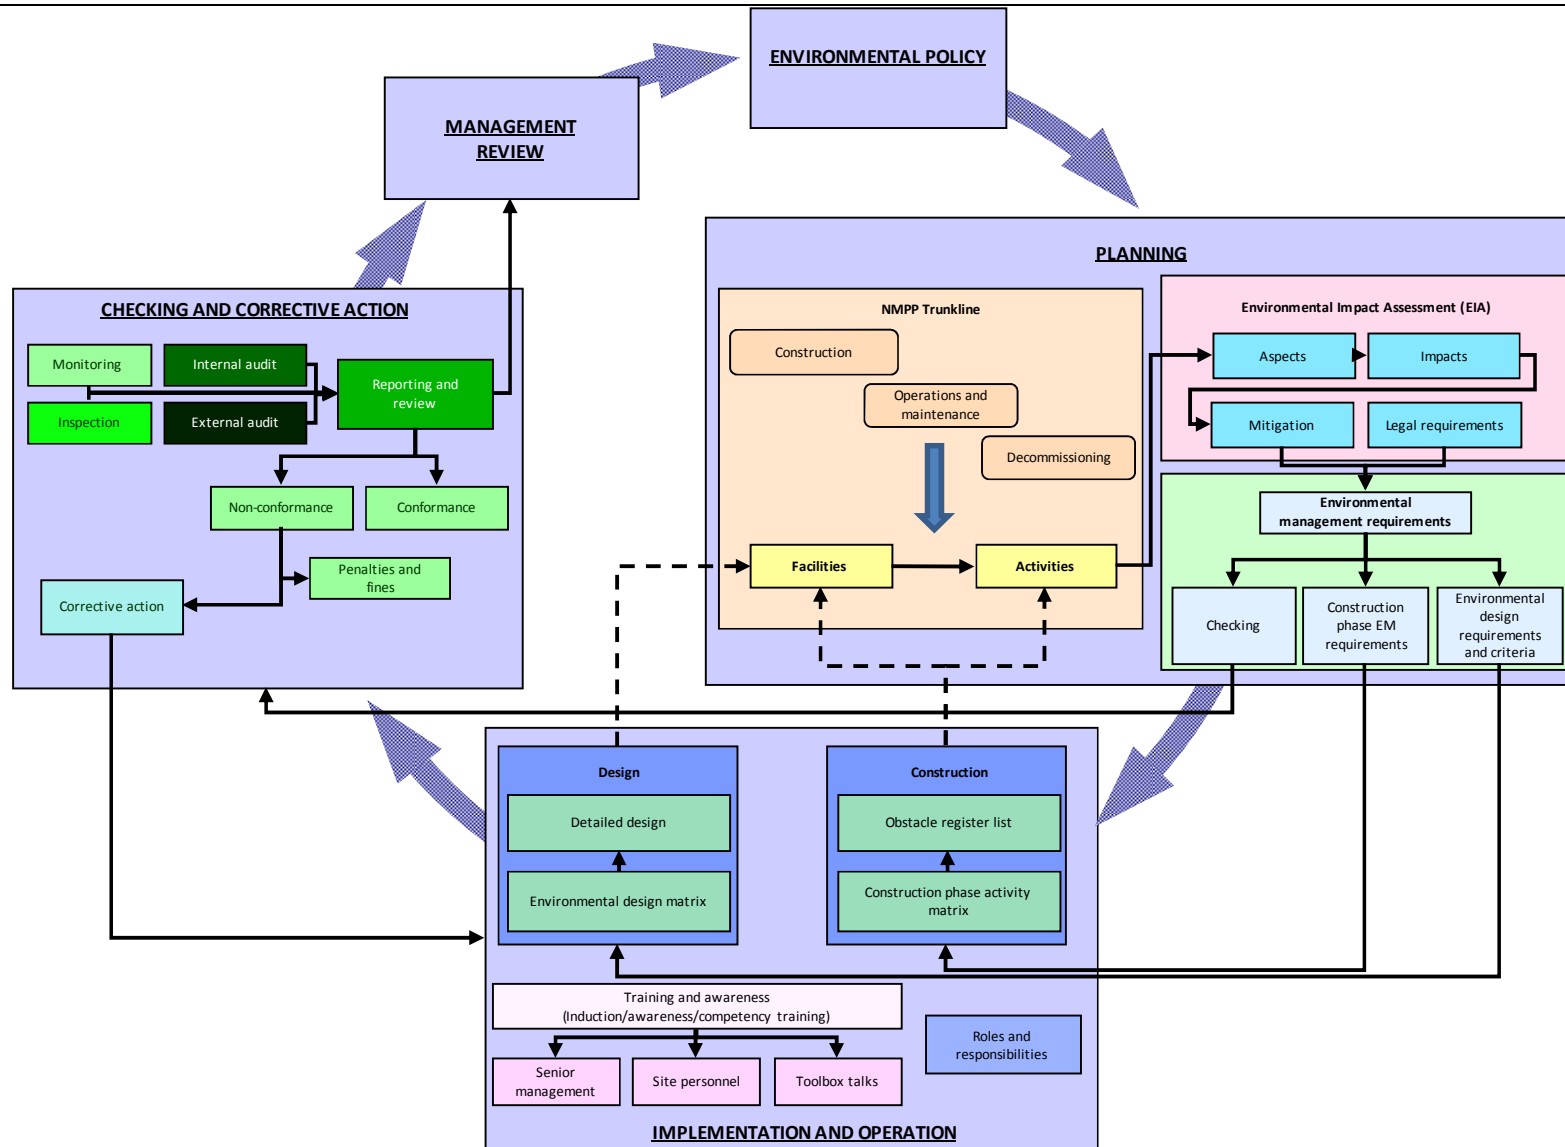 ENVIRONMENTAL POLICY
MANAGEMENT
REVIEW
PLANNING
NMPP Trunkline
Construction
Operations and
maintenance
Decommissioning
Facilities
Activities
Environmental Impact Assessment (EIA)
Aspects
Impacts
Mitigation
Legal requirements
Environmental
management requirements
Checking
Construction
phase EM
requirements
Environmental
design
requirements
and criteria
CHECKING AND CORRECTIVE ACTION
Monitoring
Internal audit
Inspection
External audit
Reporting and
review
Non-conformance
Conformance
Penalties and
fines
Corrective action
Design
Detailed design
Environmental design matrix
Construction
Obstacle register list
Construction phase activity
matrix
Training and awareness
(Induction/awareness/competency training)
Senior
management
Site personnel
Toolbox talks
Roles and
responsibilities
IMPLEMENTATION AND OPERATION